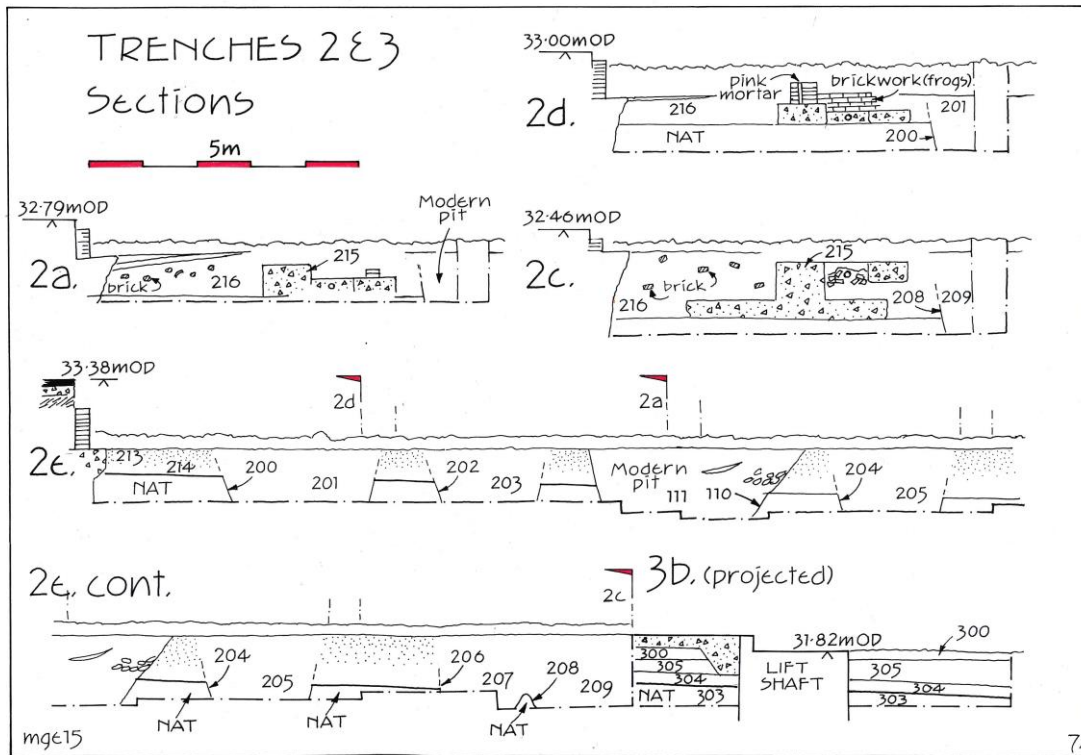 TRENCHES 2 & 3
Sections
5m
33·00mOD
pink
mortar
brickwork(frogs)
2d.
216
NAT
200
201
32·79mOD
Modern
pit
2a.
215
216
brick
32·46mOD
2c.
215
brick
216
208
209
33·38mOD
2d
2a
2e.
213
214
NAT
200
201
202
203
Modern
pit
111
110
204
205
2e. cont.
2c
3b. (projected)
204
205
206
207
208
209
NAT
NAT
NAT
300
305
304
NAT
303
31·82mOD
LIFT
SHAFT
300
305
304
303
mge15
7.